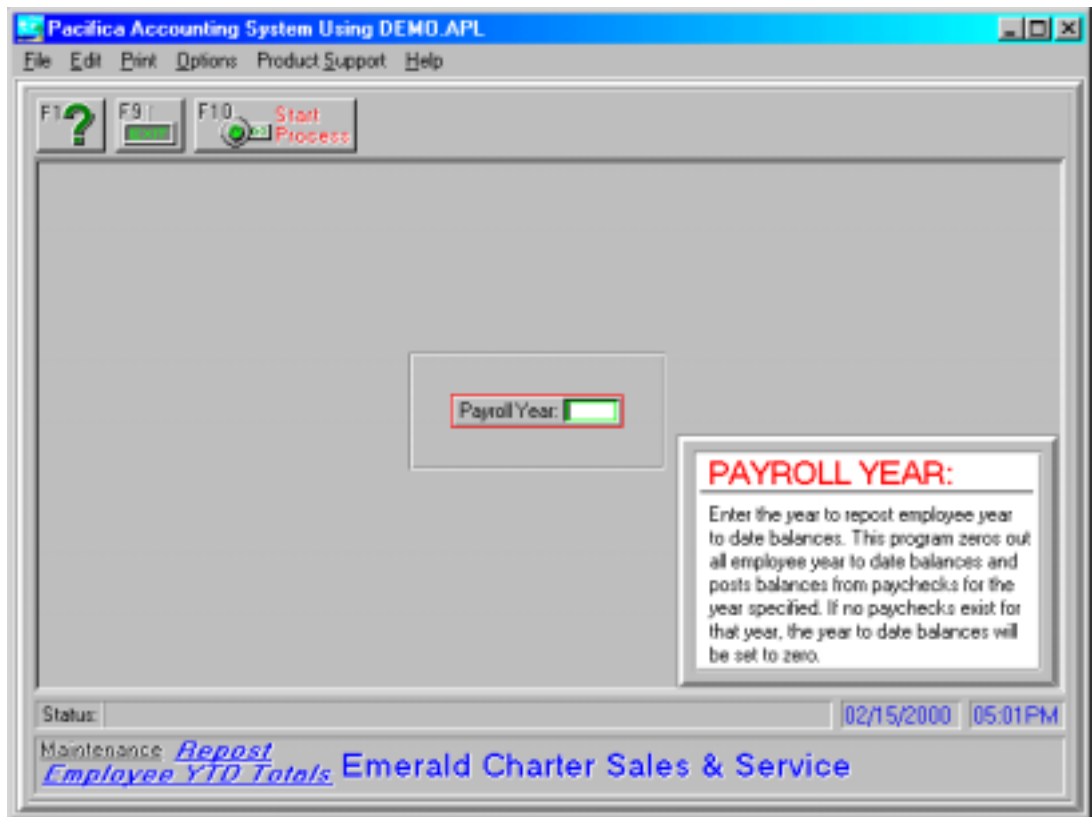 Pacifica Accounting System Using DEMO.APL
File Edit Print Options Product Support Help
F1 F9 EXIT F10 Start
Process
Payroll Year:
PAYROLL YEAR:
Enter the year to repost employee year
to date balances. This program zeros out
all employee year to date balances and
posts balances from paychecks for the
year specified. If no paychecks exist for
that year, the year to date balances will
be set to zero.
Status: 02/15/2000 05:01PM
Maintenance Repost
Employee YTD Totals Emerald Charter Sales & Service